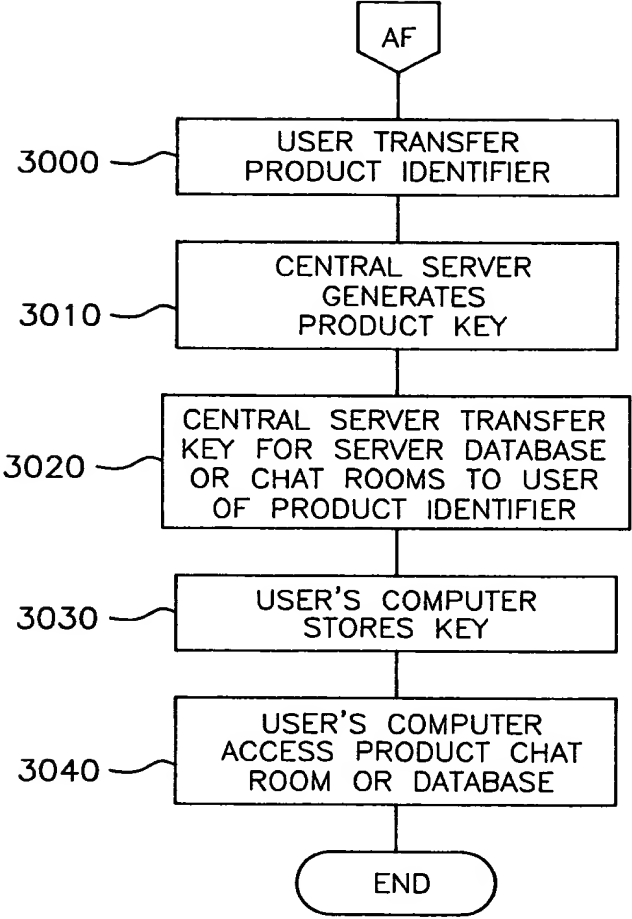 AF
3000
USER TRANSFER
PRODUCT IDENTIFIER
3010
CENTRAL SERVER
GENERATES
PRODUCT KEY
3020
CENTRAL SERVER TRANSFER
KEY FOR SERVER DATABASE
OR CHAT ROOMS TO USER
OF PRODUCT IDENTIFIER
3030
USER'S COMPUTER
STORES KEY
3040
USER'S COMPUTER
ACCESS PRODUCT CHAT
ROOM OR DATABASE
END